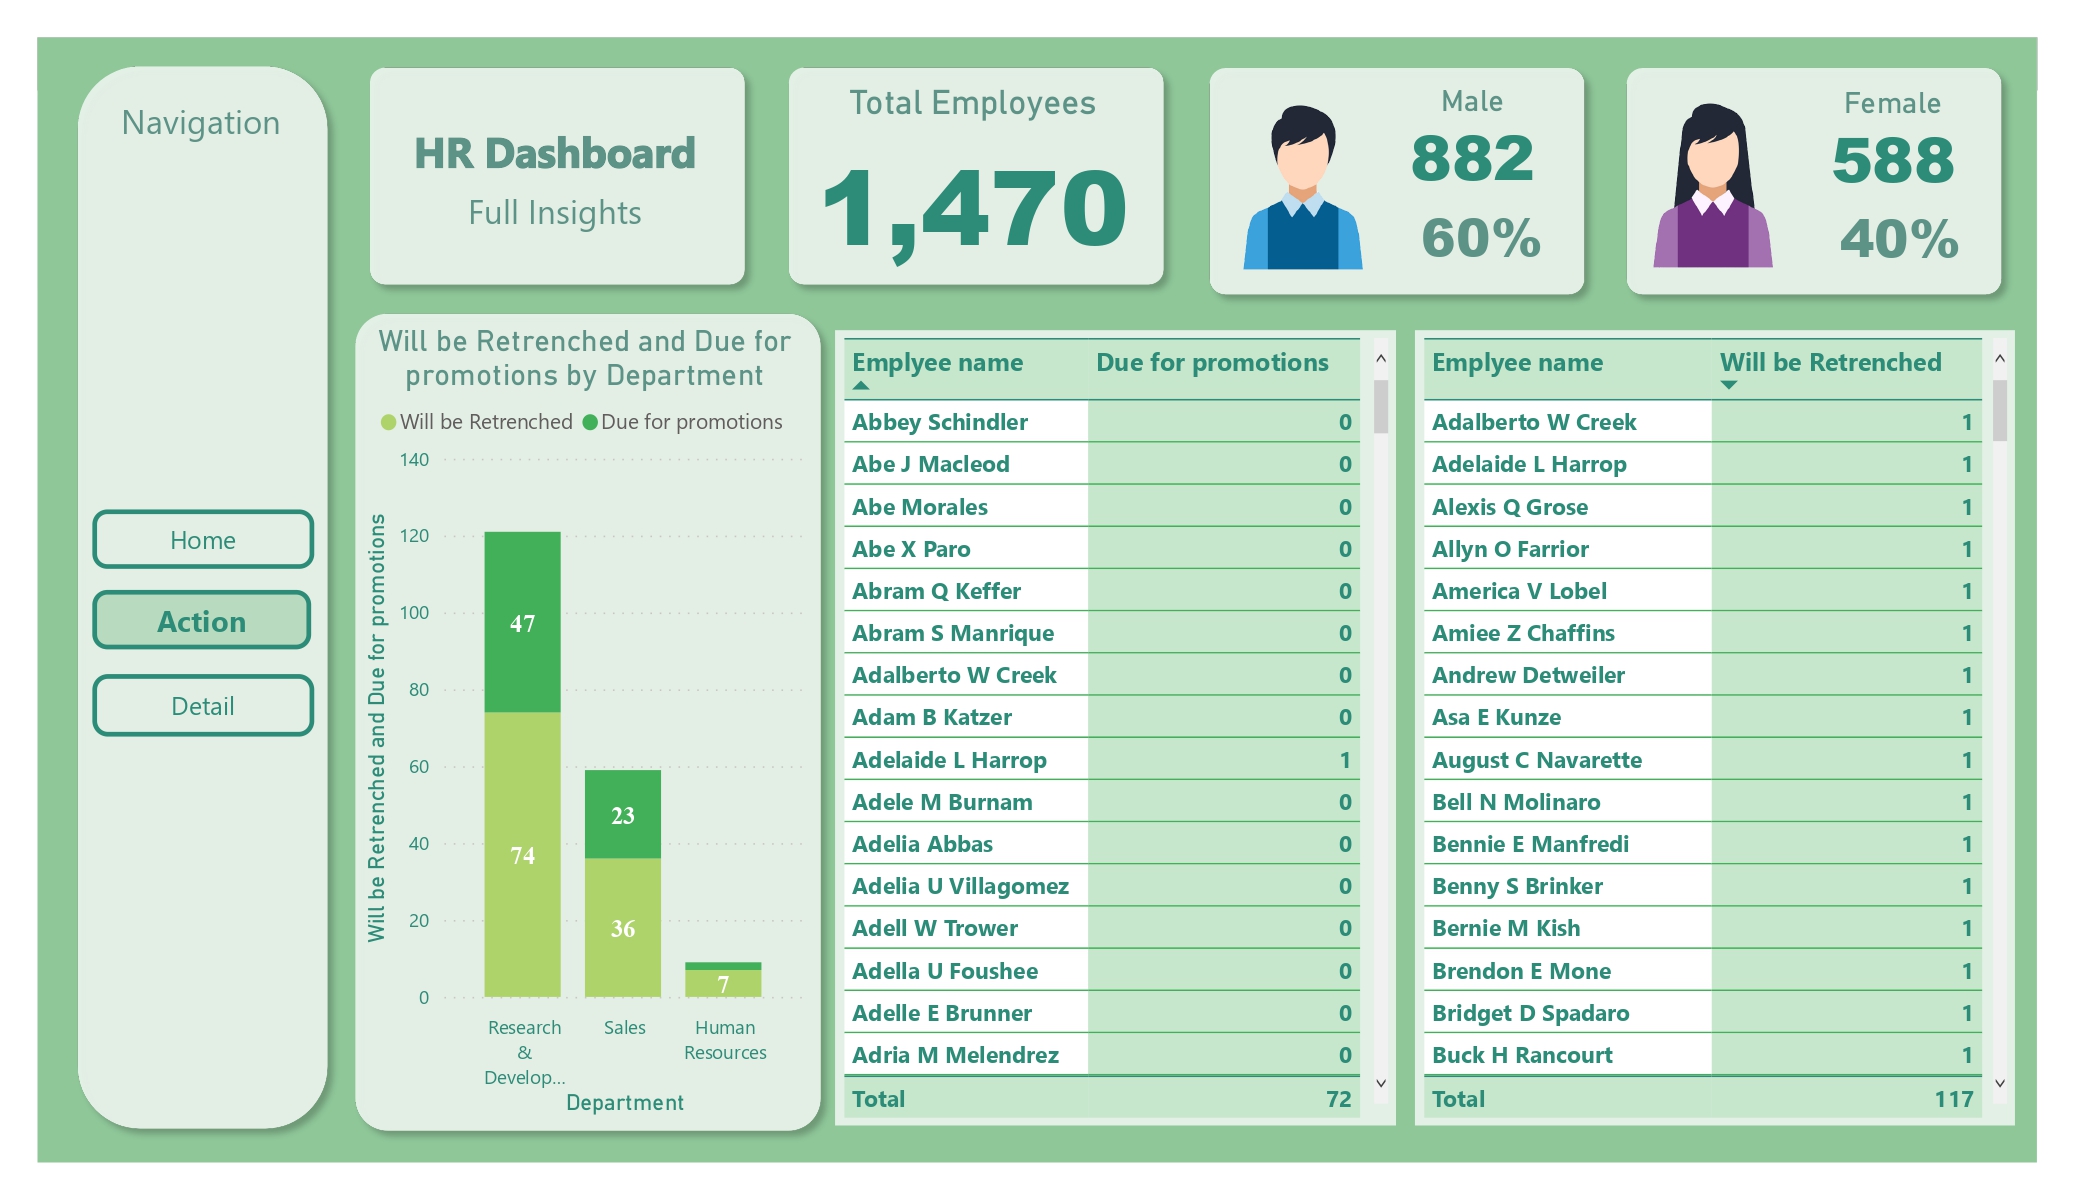 Navigation
Home
Action
Detail
HR Dashboard
Full Insights
Total Employees
1,470
Male
882
60%
Female
588
40%
Will be Retrenched and Due for
promotions by Department
Will be Retrenched Due for promotions
Will be Retrenched and Due for promotions
140
120
100
80
60
40
20
0
47
74
23
36
7
Research
&
Develop...
Sales
Human
Resources
Department
Emplyee name Due for promotions
Abbey Schindler 0
Abe J Macleod 0
Abe Morales 0
Abe X Paro 0
Abram Q Keffer 0
Abram S Manrique 0
Adalberto W Creek 0
Adam B Katzer 0
Adelaide L Harrop 1
Adele M Burnam 0
Adelia Abbas 0
Adelia U Villagomez 0
Adell W Trower 0
Adella U Foushee 0
Adelle E Brunner 0
Adria M Melendrez 0
Total 72
Emplyee name Will be Retrenched
Adalberto W Creek 1
Adelaide L Harrop 1
Alexis Q Grose 1
Allyn O Farrior 1
America V Lobel 1
Amiee Z Chaffins 1
Andrew Detweiler 1
Asa E Kunze 1
August C Navarette 1
Bell N Molinaro 1
Bennie E Manfredi 1
Benny S Brinker 1
Bernie M Kish 1
Brendon E Mone 1
Bridget D Spadaro 1
Buck H Rancourt 1
Total 117